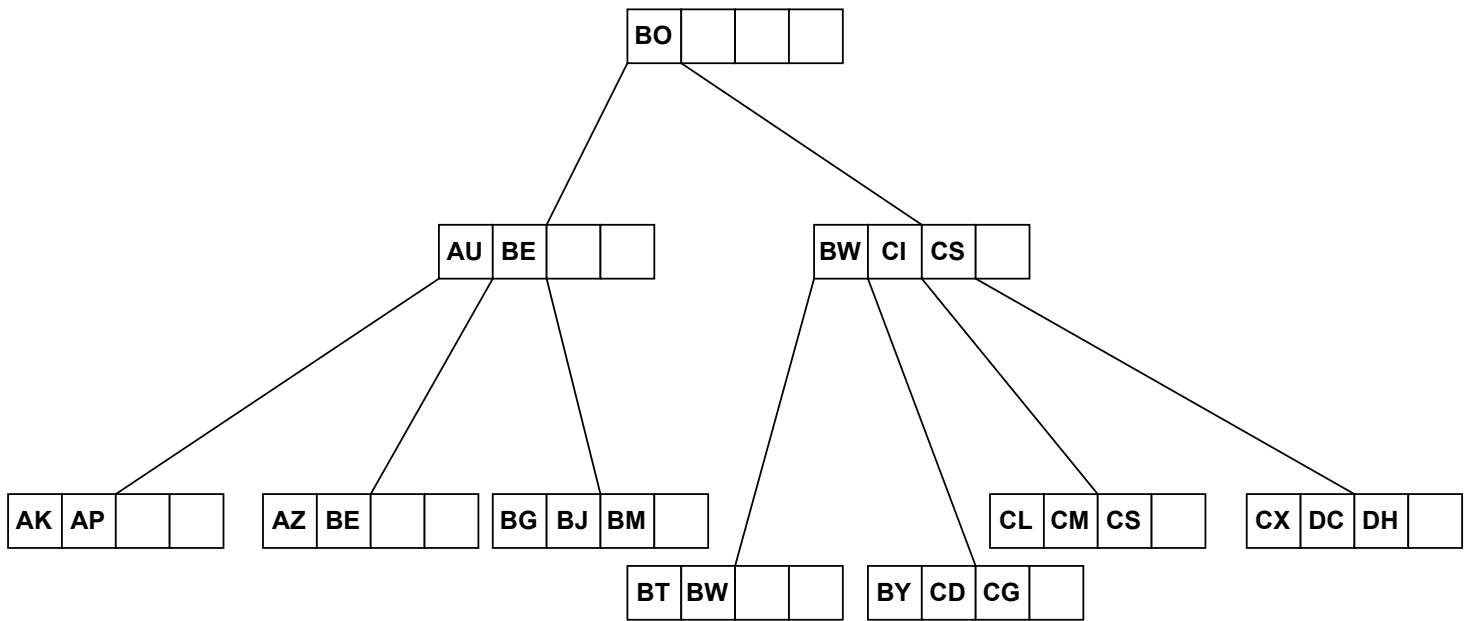 BO
AU BE
BW CI CS
AK AP
AZ BE
BG BJ BM
CL CM CS
CX DC DH
BT BW
BY CD CG